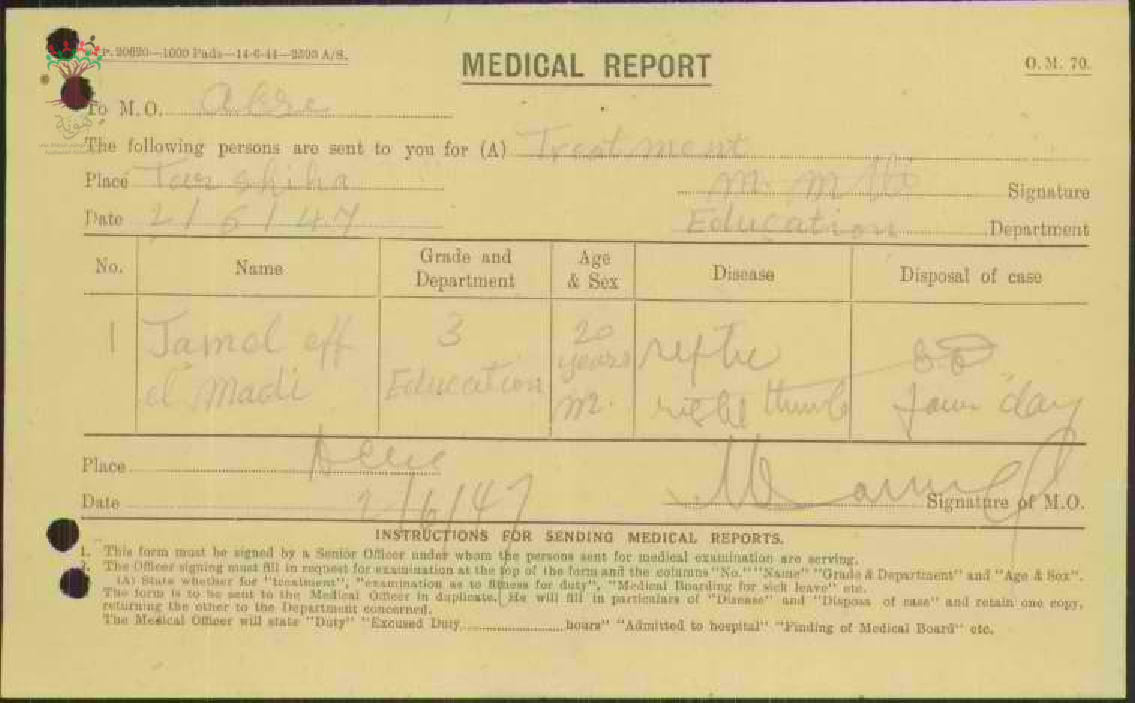 P. 20620—1000 Pads—14-6-44—2503 A/S.
MEDICAL REPORT
O. M. 70.
To M.O. Acre
The following persons are sent to you for (A) Treatment
Place Tarshiha
Signature
Date 2/6/47
Education Department
No. Name Grade and Department Age & Sex Disease Disposal of case
1 Jamel eff el Madi 3 Education 20 years M. right thumb four day
Place Acre
Date 2/6/47
Signature of M.O.
INSTRUCTIONS FOR SENDING MEDICAL REPORTS.
1. This form must be signed by a Senior Officer under whom the persons sent for medical examination are serving.
The Officer signing must fill in request for examination at the top of the form and the columns "No." "Name" "Grade & Department" and "Age & Sex".
(A) State whether for "treatment", "examination as to fitness for duty", "Medical Boarding for sick leave" etc.
The form is to be sent to the Medical Officer in duplicate. He will fill in particulars of "Disease" and "Dispos of case" and retain one copy,
returning the other to the Department concerned.
The Medical Officer will state "Duty" "Excused Duty..................hours" "Admitted to hospital" "Finding of Medical Board" etc.